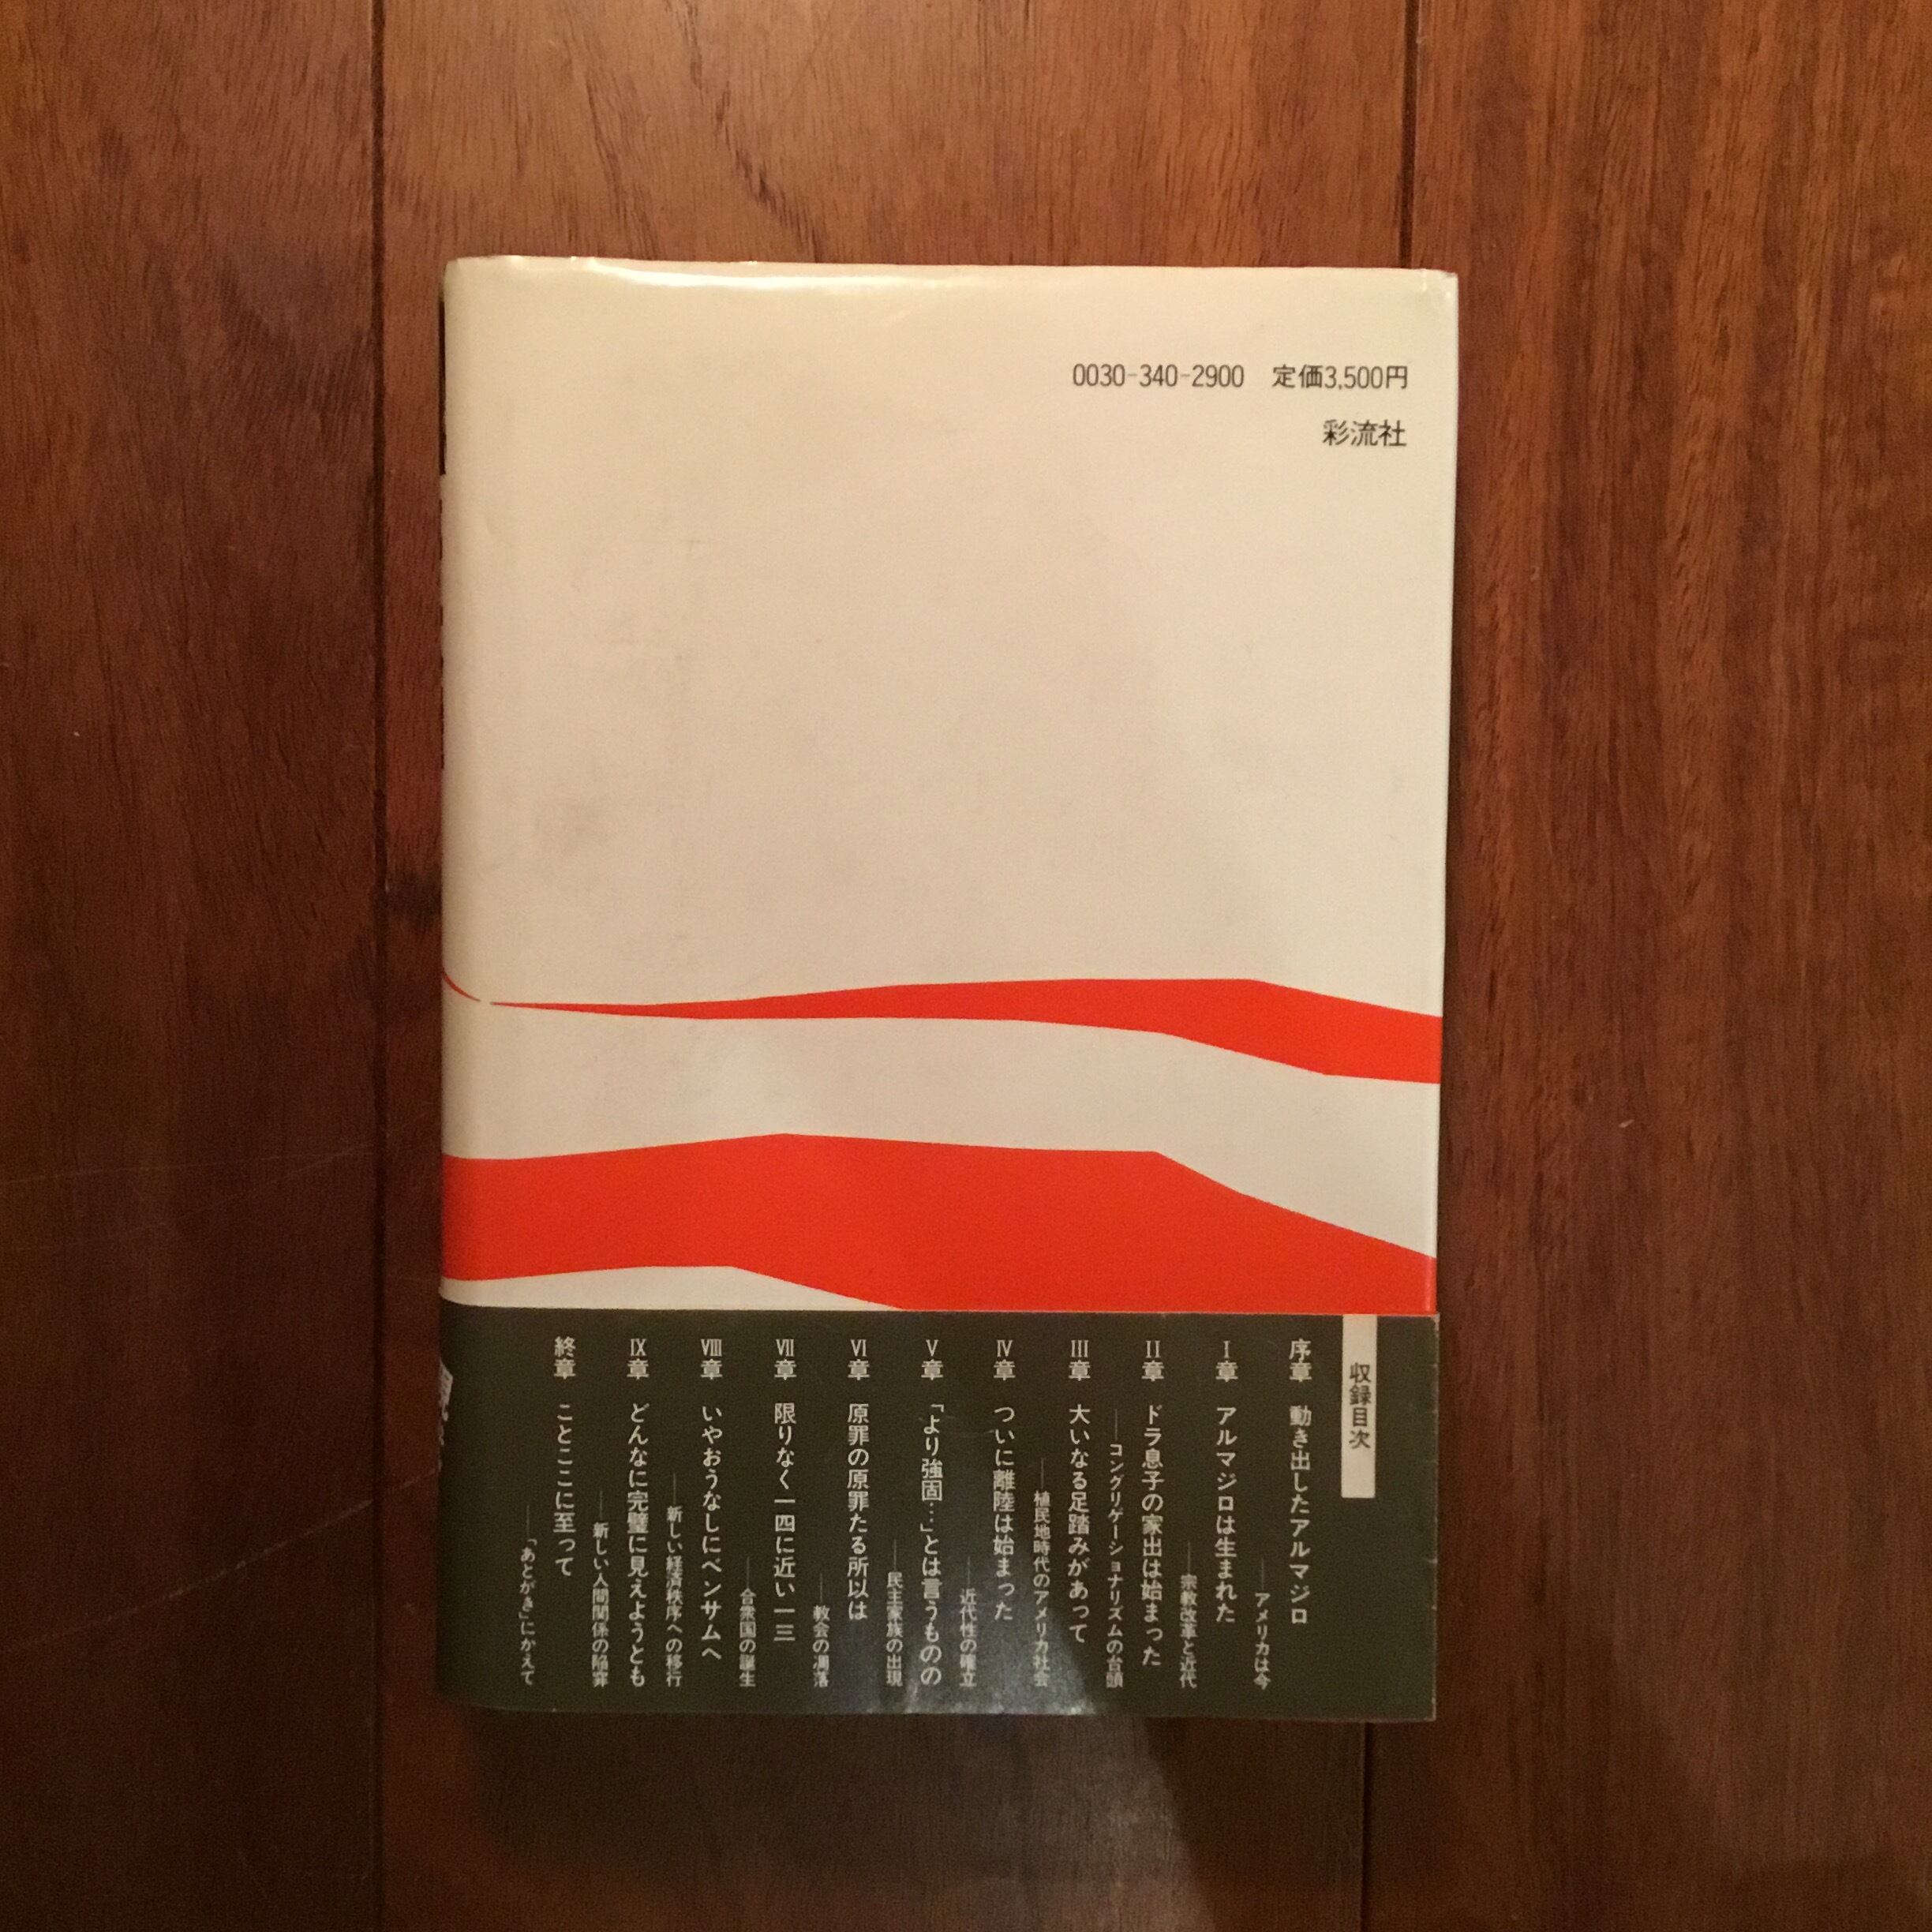 0030-340-2900 定価3,500円
彩流社
収録目次
序章 動き出したアルマジロ
——アメリカは今
I章 アルマジロは生まれた
——宗教改革と近代
II章 ドラ息子の家出は始まった
——コングリゲーショナリズムの台頭
III章 大いなる足踏みがあって
——植民地時代のアメリカ社会
IV章 ついに離陸は始まった
——近代性の確立
V章 「より強固…」とは言うものの
——民主家族の出現
VI章 原罪の原罪たる所以は
——教会の凋落
VII章 限りなく一四に近い一三
——合衆国の誕生
VIII章 いやおうなしにベンサムへ
——新しい経済秩序への移行
IX章 どんなに完璧に見えようとも
——新しい人間関係の陥穽
終章 ことここに至って
——「あとがき」にかえて